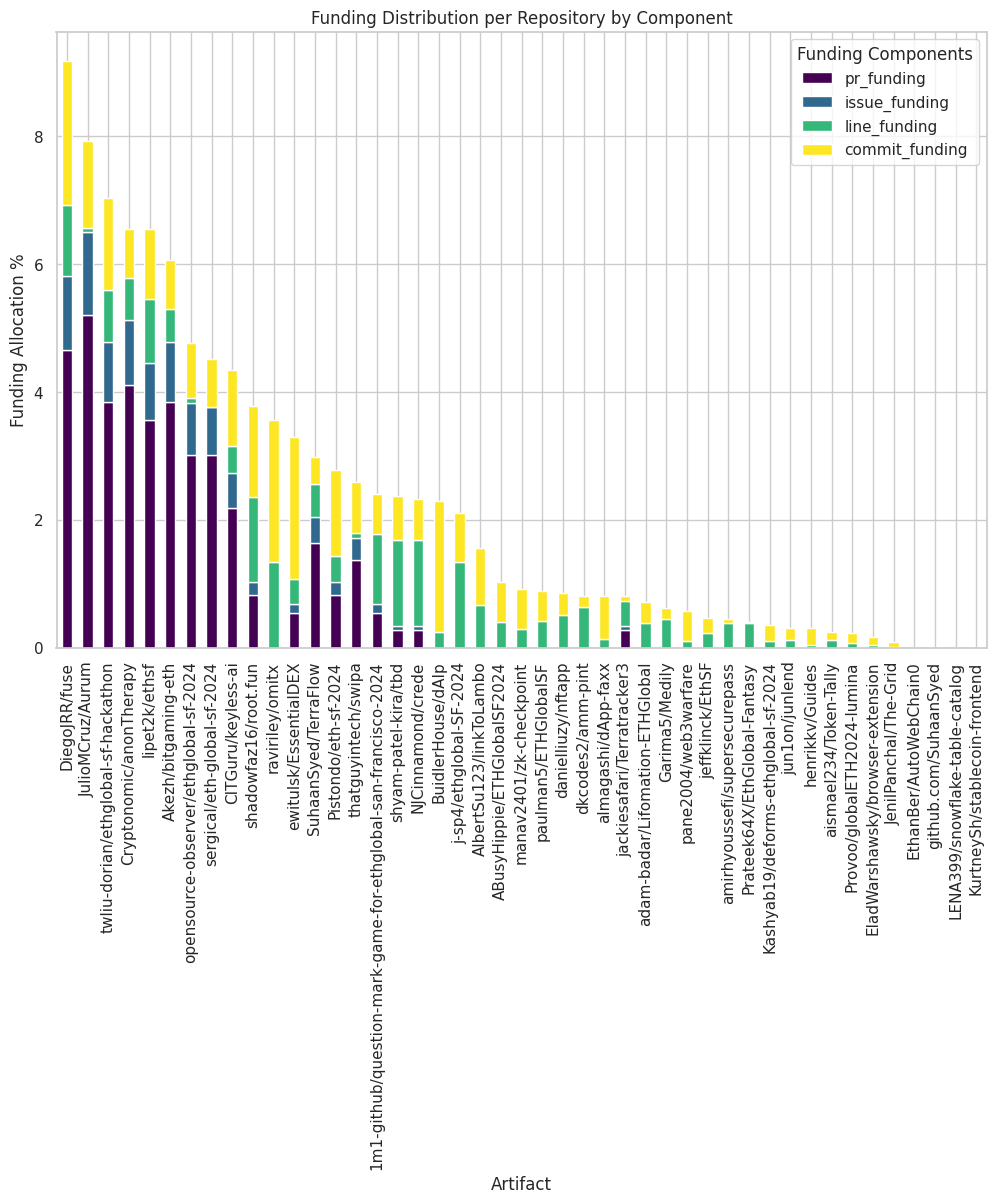 Funding Distribution per Repository by Component
Funding Components
pr_funding
issue_funding
line_funding
commit_funding
Funding Allocation %
8
6
4
2
0
DiegoJRR/fuse
JulioMCruz/Aurum
twliu-dorian/ethglobal-sf-hackathon
Cryptonomic/anonTherapy
lipet2k/ethsf
Akezh/bitgaming-eth
opensource-observer/ethglobal-sf-2024
sergical/eth-global-sf-2024
CITGuru/keyless-ai
shadowfaz16/root.fun
raviriley/omitx
ewitulsk/EssentialDEX
SuhaanSyed/TerraFlow
Pistondo/eth-sf-2024
thatguyintech/swipa
1m1-github/question-mark-game-for-ethglobal-san-francisco-2024
shyam-patel-kira/tbd
NJCinnamond/crede
BuidlerHouse/dAIp
j-sp4/ethglobal-SF-2024
AlbertSu123/linkToLambo
ABusyHippie/ETHGlobalSF2024
manav2401/zk-checkpoint
paulman5/ETHGlobalSF
danielliuzy/nftapp
dkcodes2/amm-pint
almagashi/dApp-faxx
jackiesafari/Terratracker3
adam-badar/Lifomation-ETHGlobal
Garima5/Medily
pane2004/web3warfare
jeffklinck/EthSF
amirhyoussefi/supersecurepass
Prateek64X/EthGlobal-Fantasy
Kashyab19/deforms-ethglobal-sf-2024
jun1on/junlend
henrikkv/Guides
aismael234/Token-Tally
Provoo/globalETH2024-lumina
EladWarshawsky/browser-extension
JenilPanchal/The-Grid
EthanBer/AutoWebChain0
github.com/SuhaanSyed
LENA399/snowflake-table-catalog
KurtneySh/stablecoin-frontend
Artifact